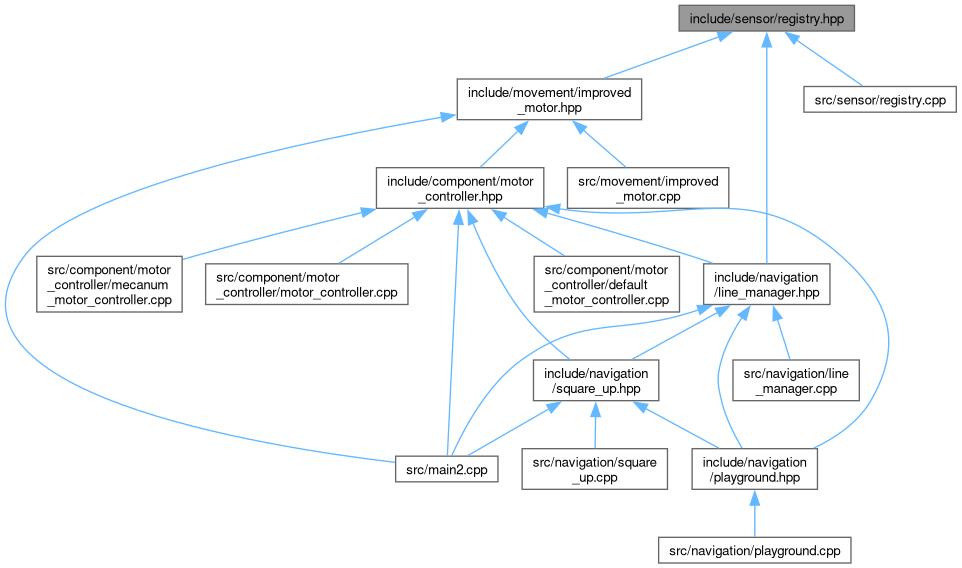 include/sensor/registry.hpp
include/movement/improved
_motor.hpp
src/sensor/registry.cpp
include/component/motor
_controller.hpp
src/movement/improved
_motor.cpp
src/component/motor
_controller/mecanum
_motor_controller.cpp
src/component/motor
_controller/motor_controller.cpp
src/component/motor
_controller/default
_motor_controller.cpp
include/navigation
/line_manager.hpp
include/navigation
/square_up.hpp
src/navigation/line
_manager.cpp
src/main2.cpp
src/navigation/square
_up.cpp
include/navigation
/playground.hpp
src/navigation/playground.cpp